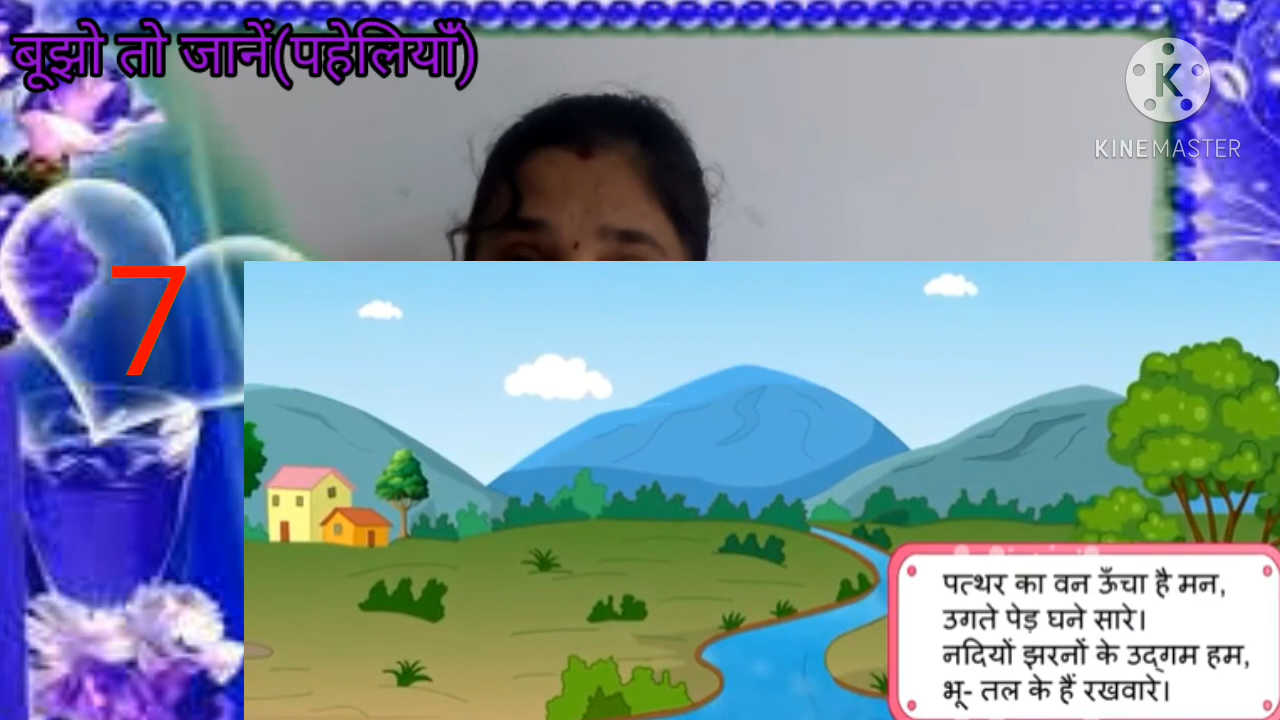 बूझो तो जानें(पहेलियाँ)
KINEMASTER
7
पत्थर का वन ऊँचा है मन,
उगते पेड़ घने सारे।
नदियों झरनों के उद्गम हम,
भू- तल के हैं रखवारे।